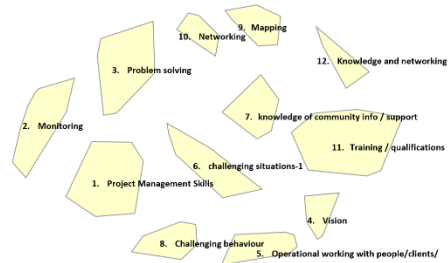 9. Mapping
10. Networking
12. Knowledge and networking
3. Problem solving
7. knowledge of community info / support
2. Monitoring
11. Training / qualifications
6. challenging situations-1
1. Project Management Skills
4. Vision
8. Challenging behaviour
5. Operational working with people/clients/